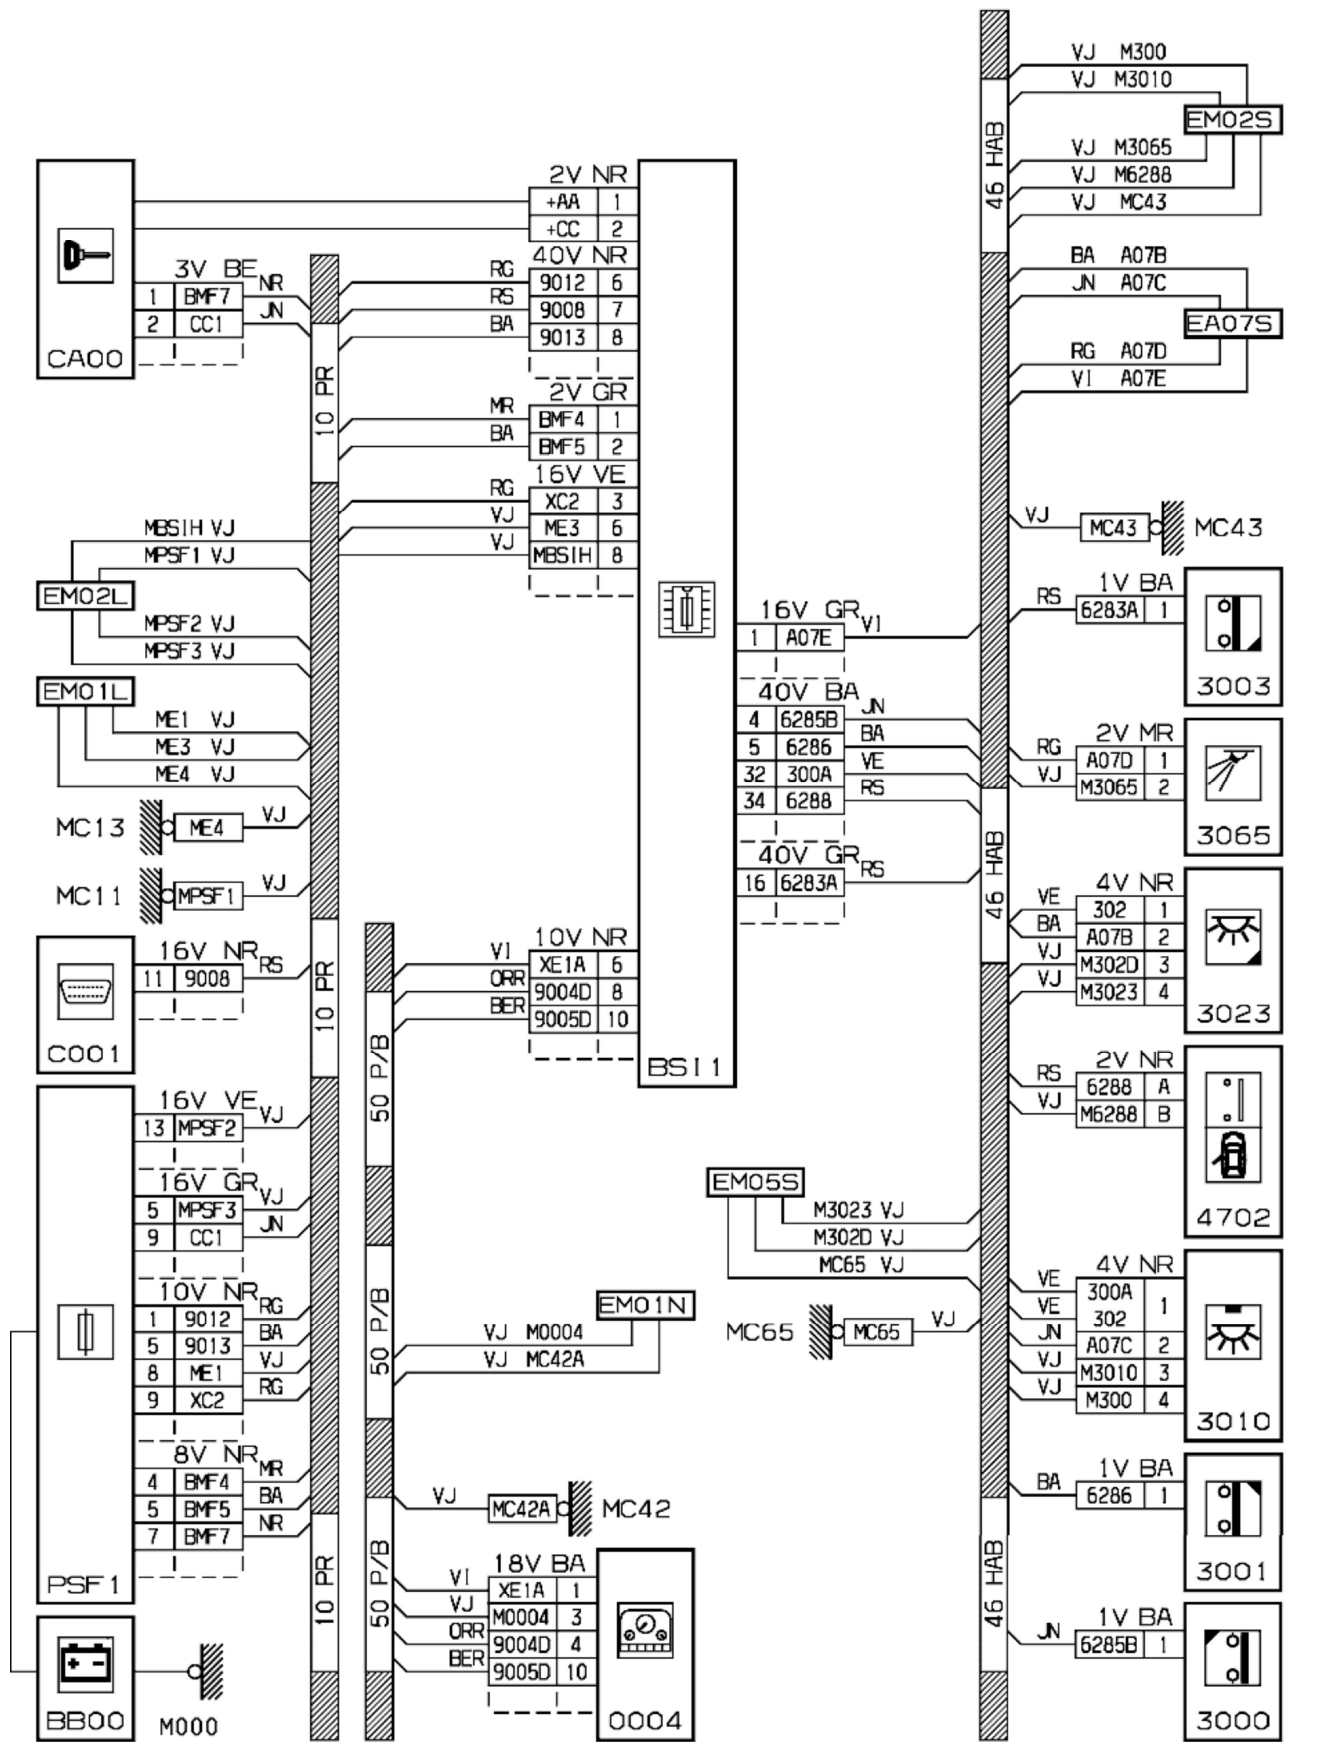 CA00
3V BE
1 BMF7 NR
2 CC1 JN
10 PR
2V NR
+AA 1
+CC 2
40V NR
RG 9012 6
RS 9008 7
BA 9013 8
2V GR
MR BMF4 1
BA BMF5 2
16V VE
RG XC2 3
VJ ME3 6
VJ MBSIH 8
MBSIH VJ
MPSF1 VJ
EM02L
MPSF2 VJ
MPSF3 VJ
EM01L
ME1 VJ
ME3 VJ
ME4 VJ
MC13 ME4 VJ
MC11 MPSF1 VJ
16V NR
11 9008 RS
C001
10 PR
16V VE
13 MPSF2 VJ
16V GR
5 MPSF3 VJ
9 CC1 JN
10V NR
1 9012 RG
5 9013 BA
8 ME1 VJ
9 XC2 RG
8V NR
4 BMF4 MR
5 BMF5 BA
7 BMF7 NR
PSF1
10 PR
BB00
M000
50 P/B
10V NR
VI XE1A 6
ORR 9004D 8
BER 9005D 10
BSI1
50 P/B
EM01N
VJ M0004
VJ MC42A
VJ MC42A MC42
50 P/B
18V BA
VI XE1A 1
VJ M0004 3
ORR 9004D 4
BER 9005D 10
0004
16V GR
1 A07E VI
40V BA
4 6285B JN
5 6286 BA
32 300A VE
34 6288 RS
40V GR
16 6283A RS
EM05S
M3023 VJ
M302D VJ
MC65 VJ
MC65 MC65 VJ
46 HAB
VJ M300
VJ M3010
EM02S
VJ M3065
VJ M6288
VJ MC43
BA A07B
JN A07C
EA07S
RG A07D
VI A07E
VJ MC43 MC43
1V BA
RS 6283A 1
3003
2V MR
RG A07D 1
VJ M3065 2
3065
46 HAB
4V NR
VE 302 1
BA A07B 2
VJ M302D 3
VJ M3023 4
3023
2V NR
RS 6288 A
VJ M6288 B
4702
4V NR
VE 300A 1
VE 302
JN A07C 2
VJ M3010 3
VJ M300 4
3010
1V BA
BA 6286 1
3001
46 HAB
1V BA
JN 6285B 1
3000